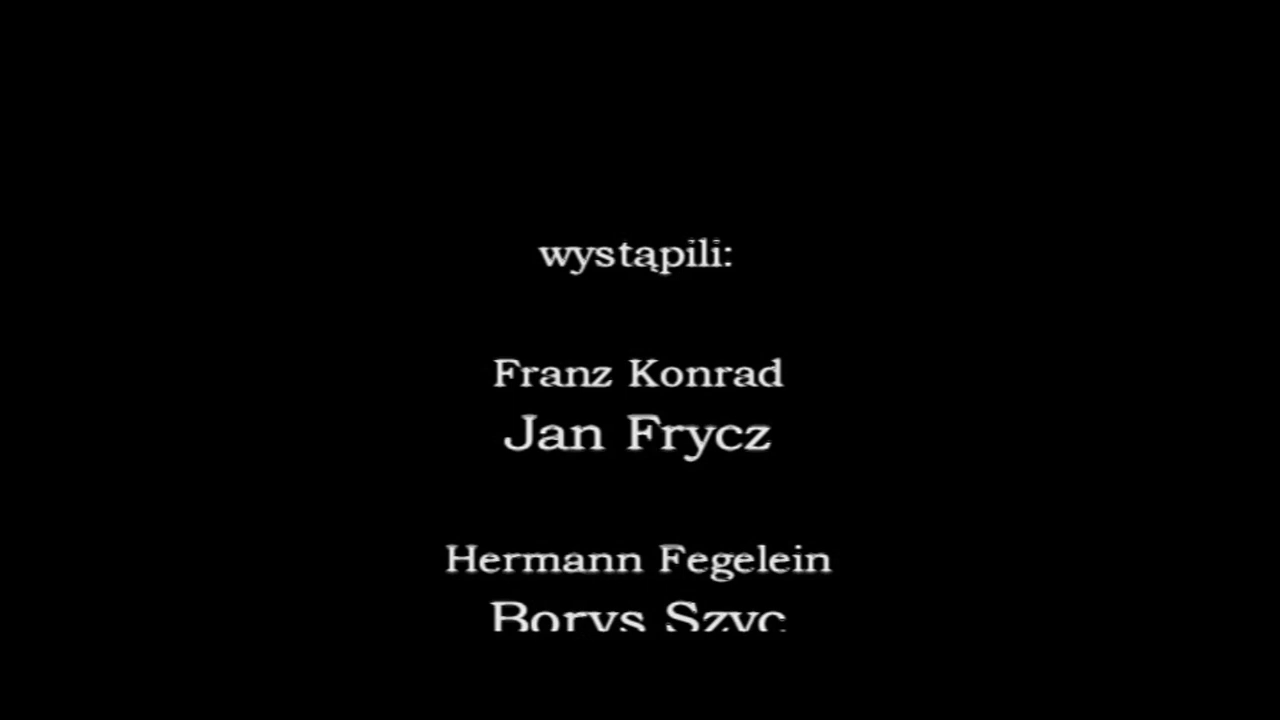 wystąpili:
Franz Konrad
Jan Frycz
Hermann Fegelein
Borys Szyc